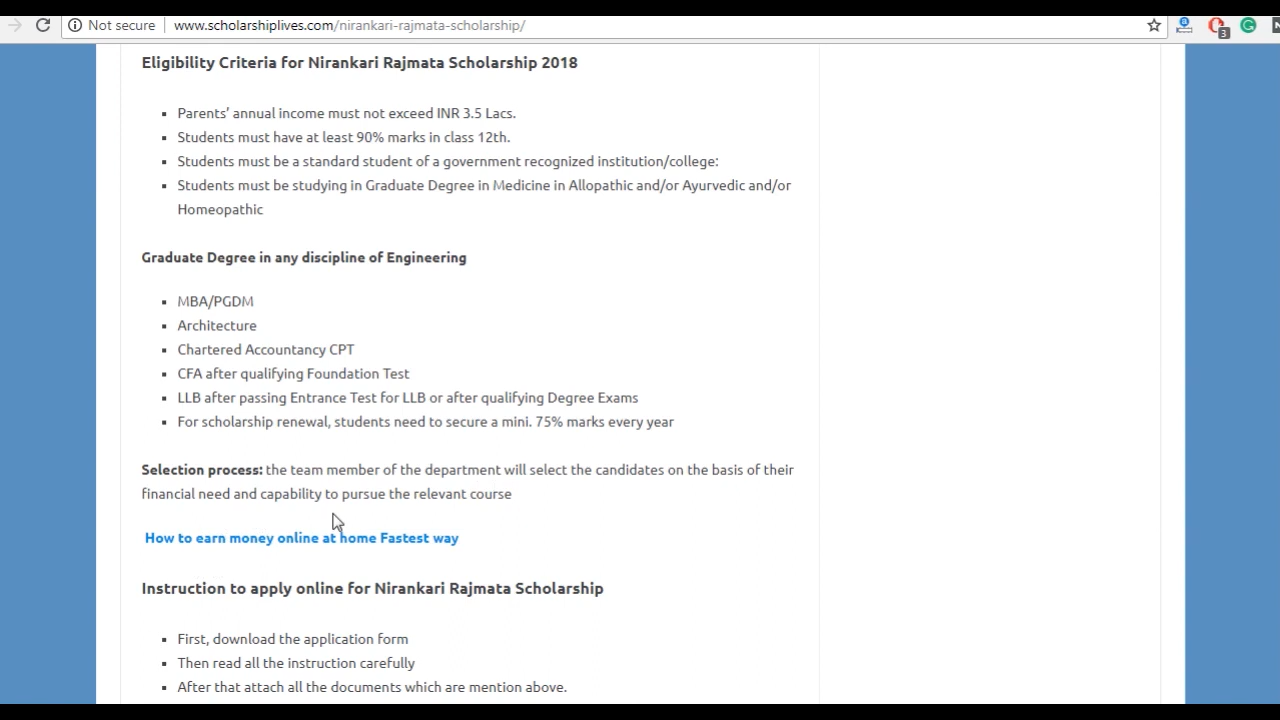 Not secure www.scholarshiplives.com/nirankari-rajmata-scholarship/
3
Eligibility Criteria for Nirankari Rajmata Scholarship 2018
Parents’ annual income must not exceed INR 3.5 Lacs.
Students must have at least 90% marks in class 12th.
Students must be a standard student of a government recognized institution/college:
Students must be studying in Graduate Degree in Medicine in Allopathic and/or Ayurvedic and/or
Homeopathic
Graduate Degree in any discipline of Engineering
MBA/PGDM
Architecture
Chartered Accountancy CPT
CFA after qualifying Foundation Test
LLB after passing Entrance Test for LLB or after qualifying Degree Exams
For scholarship renewal, students need to secure a mini. 75% marks every year
Selection process: the team member of the department will select the candidates on the basis of their
financial need and capability to pursue the relevant course
How to earn money online at home Fastest way
Instruction to apply online for Nirankari Rajmata Scholarship
First, download the application form
Then read all the instruction carefully
After that attach all the documents which are mention above.